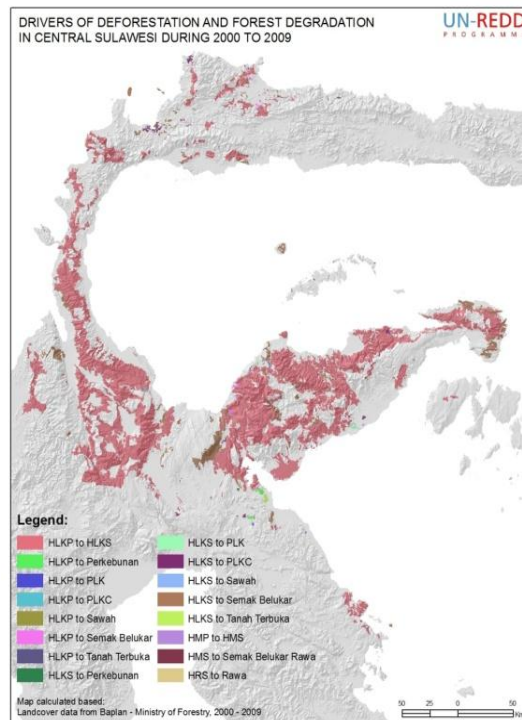 DRIVERS OF DEFORESTATION AND FOREST DEGRADATION
IN CENTRAL SULAWESI DURING 2000 TO 2009
UN-REDD
PROGRAMME
Legend:
HLKP to HLKS
HLKP to Perkebunan
HLKP to PLK
HLKP to PLKC
HLKP to Sawah
HLKP to Semak Belukar
HLKP to Tanah Terbuka
HLKS to Perkebunan
HLKS to PLK
HLKS to PLKC
HLKS to Sawah
HLKS to Semak Belukar
HLKS to Tanah Terbuka
HMP to HMS
HMS to Semak Belukar Rawa
HRS to Rawa
Map calculated based:
Landcover data from Baplan - Ministry of Forestry, 2000 - 2009
50 0 50